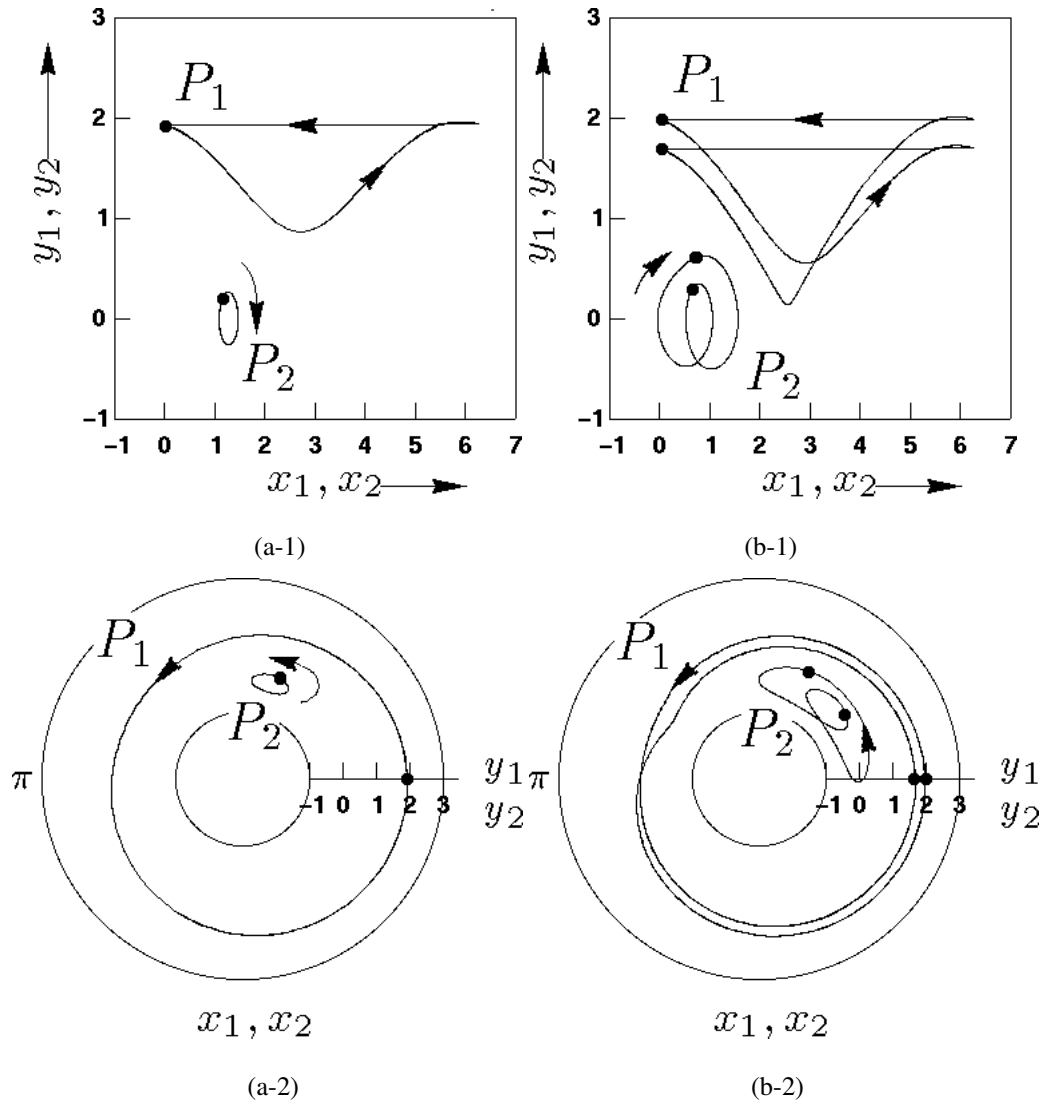 3
P₁
2
y₁, y₂
1
0
P₂
−1
−1 0 1 2 3 4 5 6 7
x₁, x₂
(a-1)
3
P₁
2
y₁, y₂
1
0
P₂
−1
−1 0 1 2 3 4 5 6 7
x₁, x₂
(b-1)
P₁
P₂
π
−1 0 1 2 3
y₁
y₂
x₁, x₂
(a-2)
P₁
P₂
π
−1 0 1 2 3
y₁
y₂
x₁, x₂
(b-2)